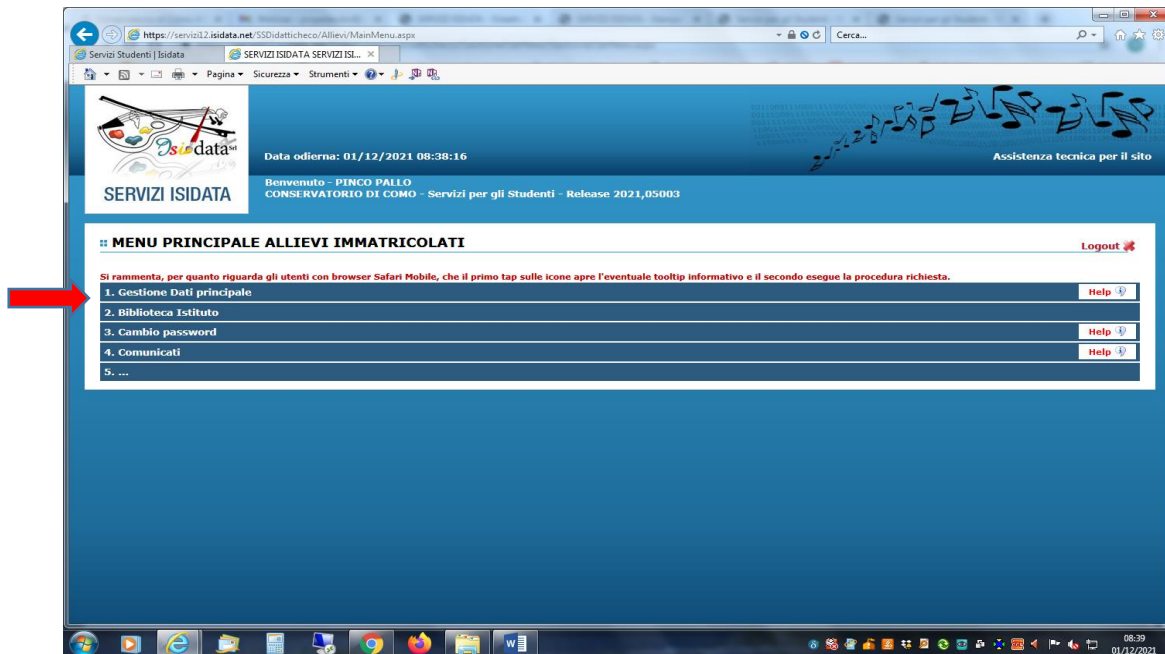 https://servizi12.isidata.net/SSDidatticheco/Allievi/MainMenu.aspx
Cerca...
Servizi Studenti | Isidata
SERVIZI ISIDATA SERVIZI ISI...
Pagina
Sicurezza
Strumenti
Isidata srl
SERVIZI ISIDATA
Data odierna: 01/12/2021 08:38:16
Assistenza tecnica per il sito
Benvenuto - PINCO PALLO
CONSERVATORIO DI COMO - Servizi per gli Studenti - Release 2021,05003
MENU PRINCIPALE ALLIEVI IMMATRICOLATI
Logout
Si rammenta, per quanto riguarda gli utenti con browser Safari Mobile, che il primo tap sulle icone apre l'eventuale tooltip informativo e il secondo esegue la procedura richiesta.
1. Gestione Dati principale
Help
2. Biblioteca Istituto
3. Cambio password
Help
4. Comunicati
Help
5. ...
08:39
01/12/2021